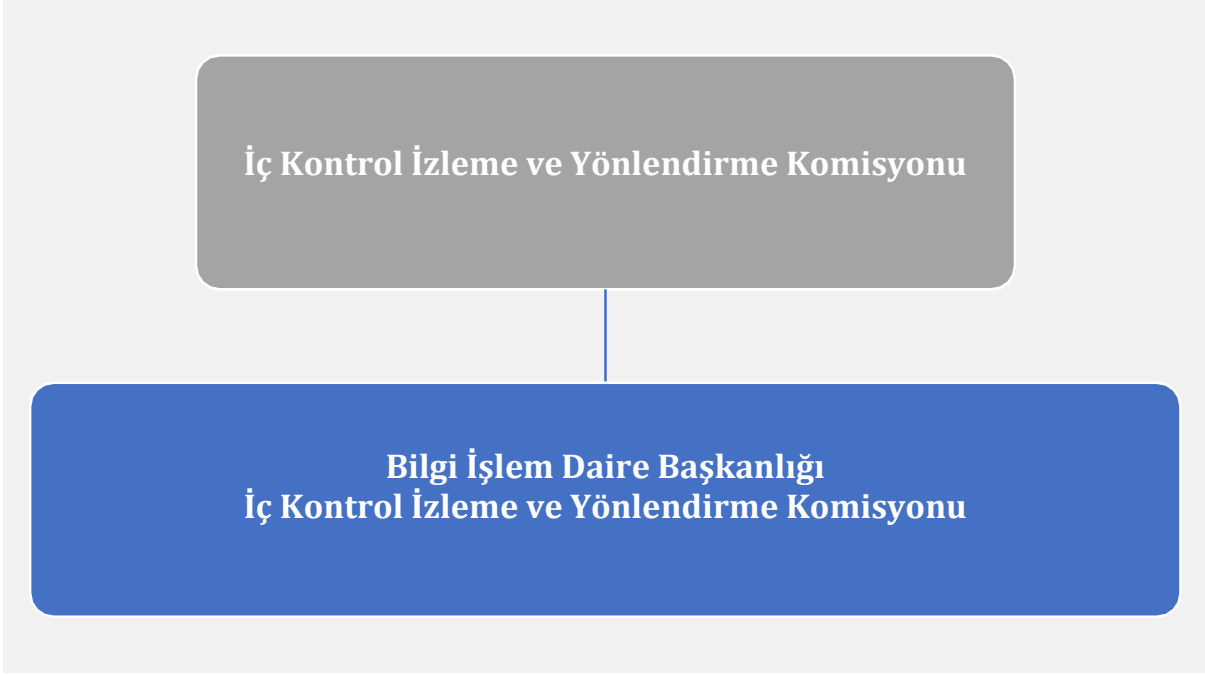 İç Kontrol İzleme ve Yönlendirme Komisyonu
Bilgi İşlem Daire Başkanlığı
İç Kontrol İzleme ve Yönlendirme Komisyonu